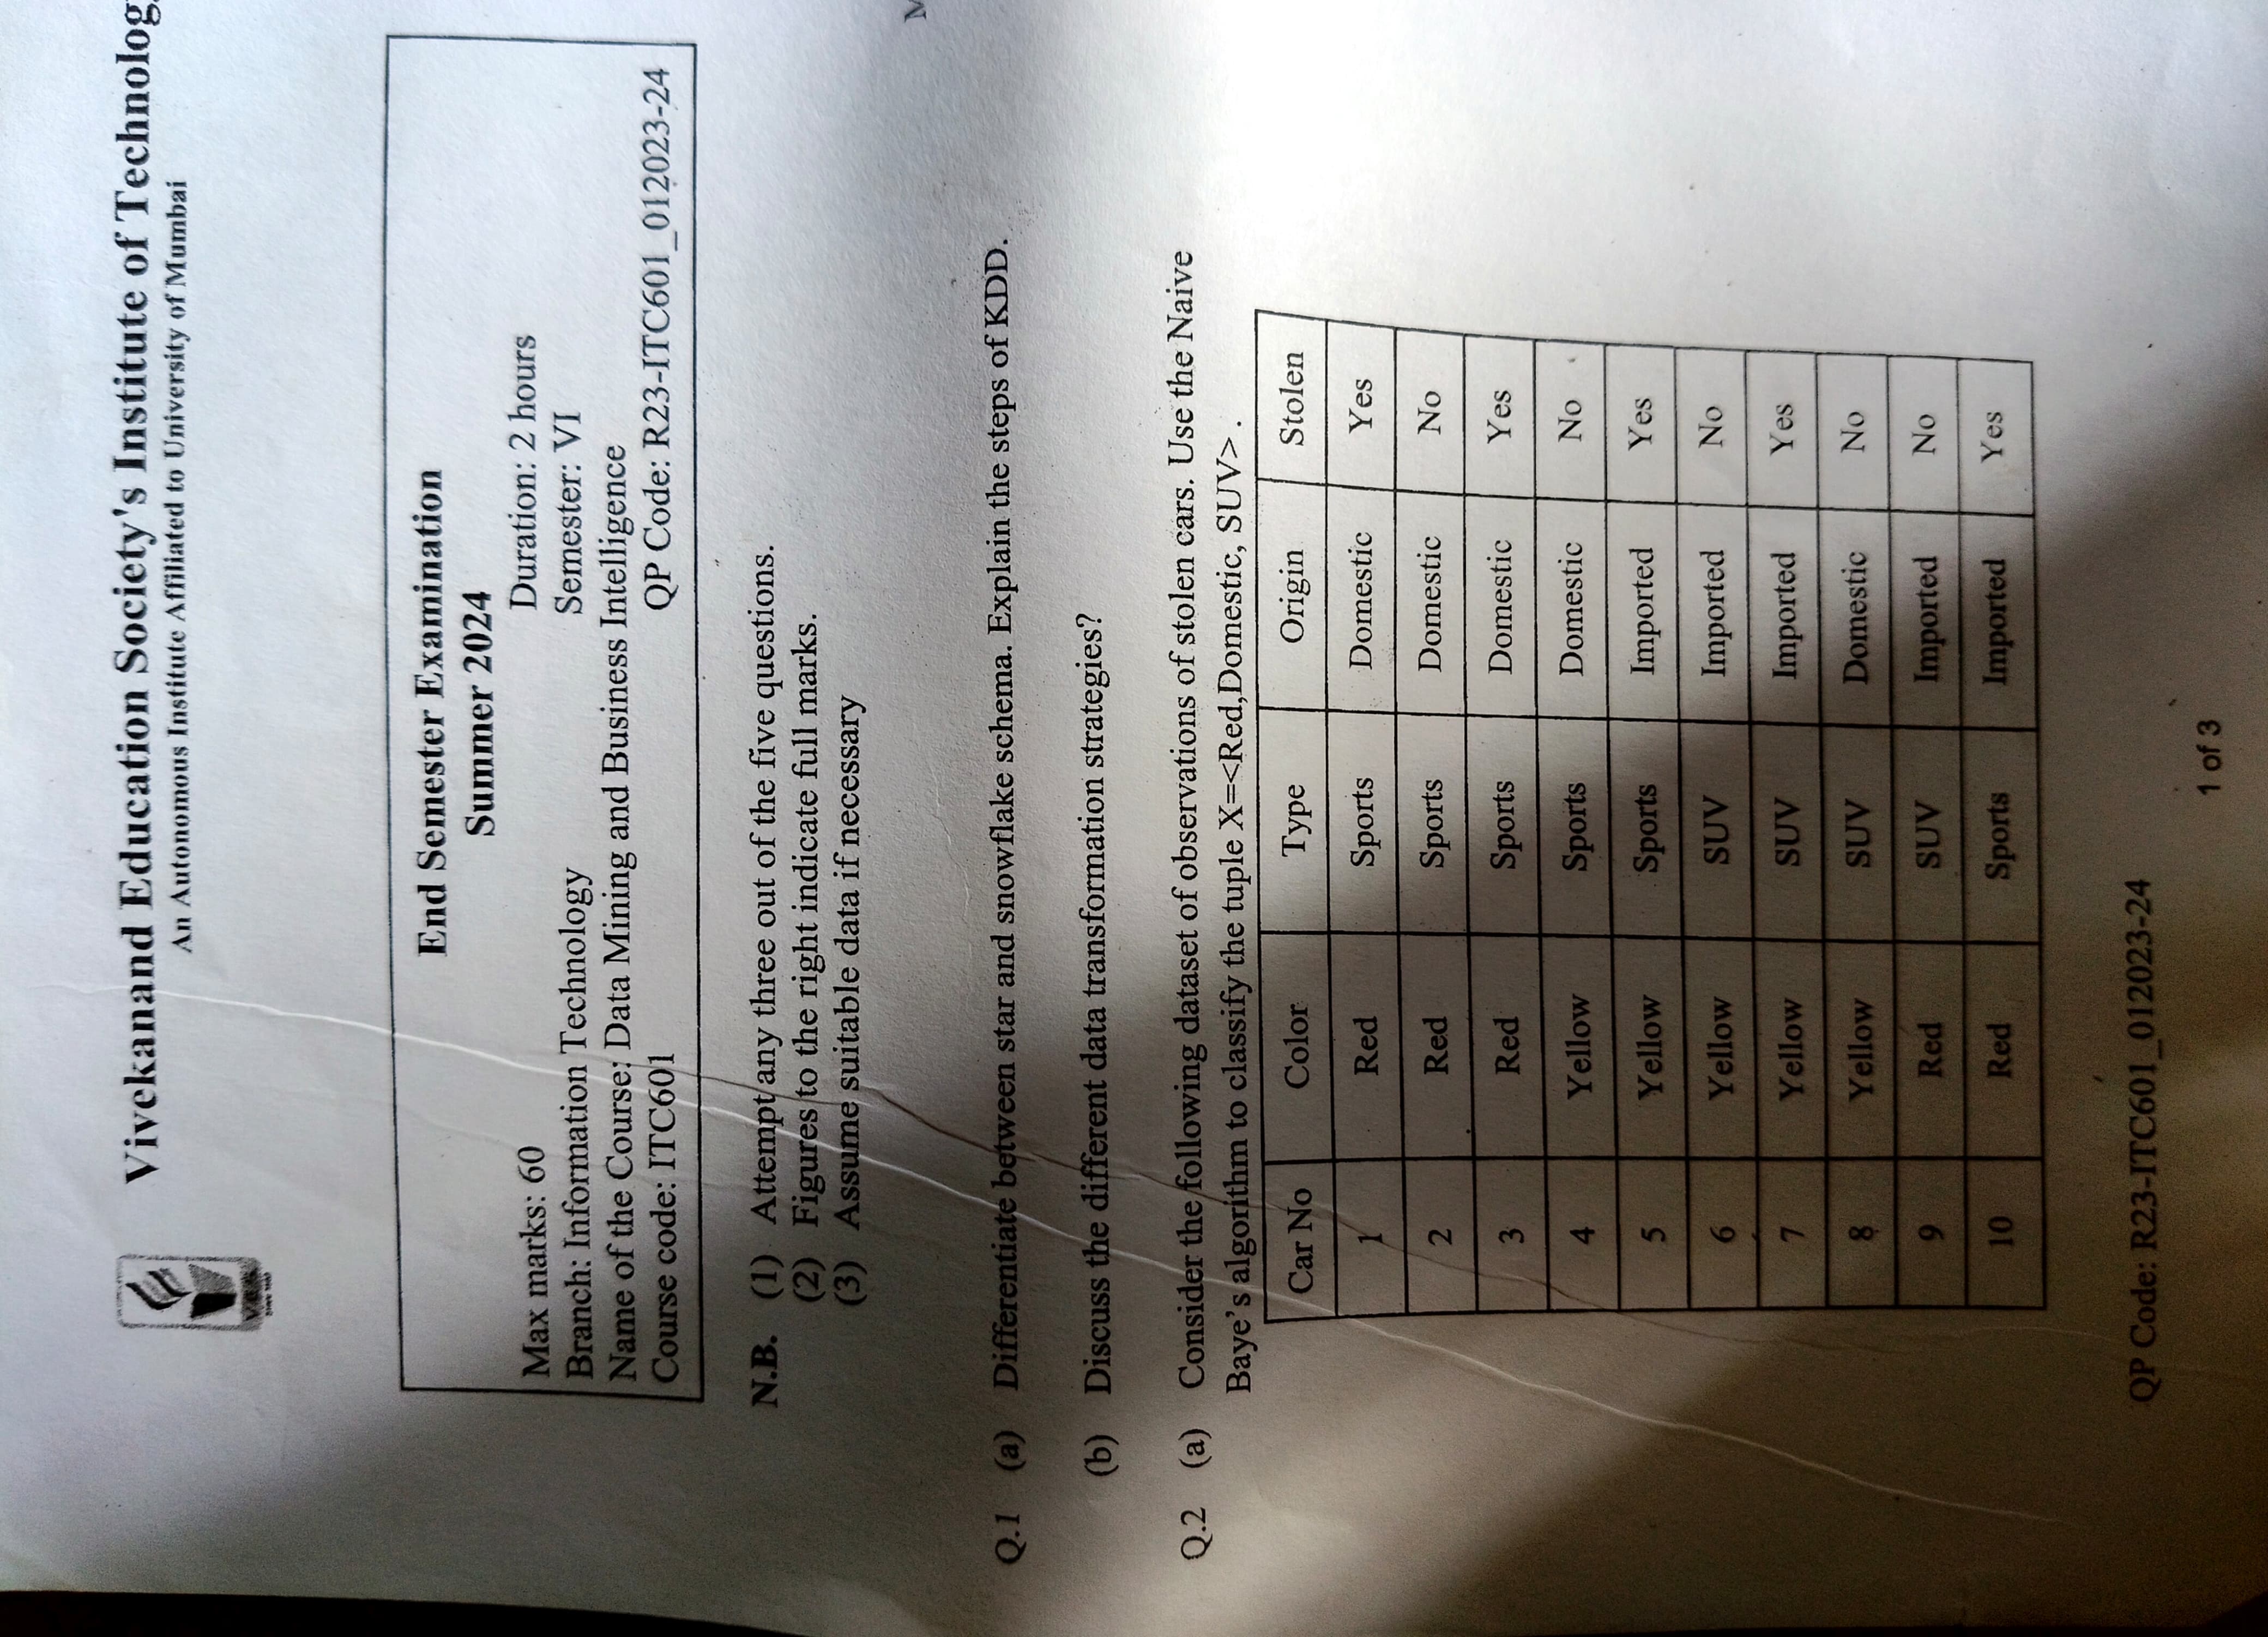 Vivekanand Education Society's Institute of Technolog
An Autonomous Institute Affiliated to University of Mumbai
End Semester Examination
Summer 2024
Max marks: 60 Duration: 2 hours
Branch: Information Technology Semester: VI
Name of the Course: Data Mining and Business Intelligence
Course code: ITC601 QP Code: R23-ITC601_012023-24
N.B. (1) Attempt any three out of the five questions.
(2) Figures to the right indicate full marks.
(3) Assume suitable data if necessary
M
Q.1 (a) Differentiate between star and snowflake schema. Explain the steps of KDD.
(b) Discuss the different data transformation strategies?
Q.2 (a) Consider the following dataset of observations of stolen cars. Use the Naive
Baye's algorithm to classify the tuple X=<Red,Domestic, SUV> .
Car No Color Type Origin Stolen
1 Red Sports Domestic Yes
2 Red Sports Domestic No
3 Red Sports Domestic Yes
4 Yellow Sports Domestic No
5 Yellow Sports Imported Yes
6 Yellow SUV Imported No
7 Yellow SUV Imported Yes
8 Yellow SUV Domestic No
9 Red SUV Imported No
10 Red Sports Imported Yes
QP Code: R23-ITC601_012023-24
1 of 3